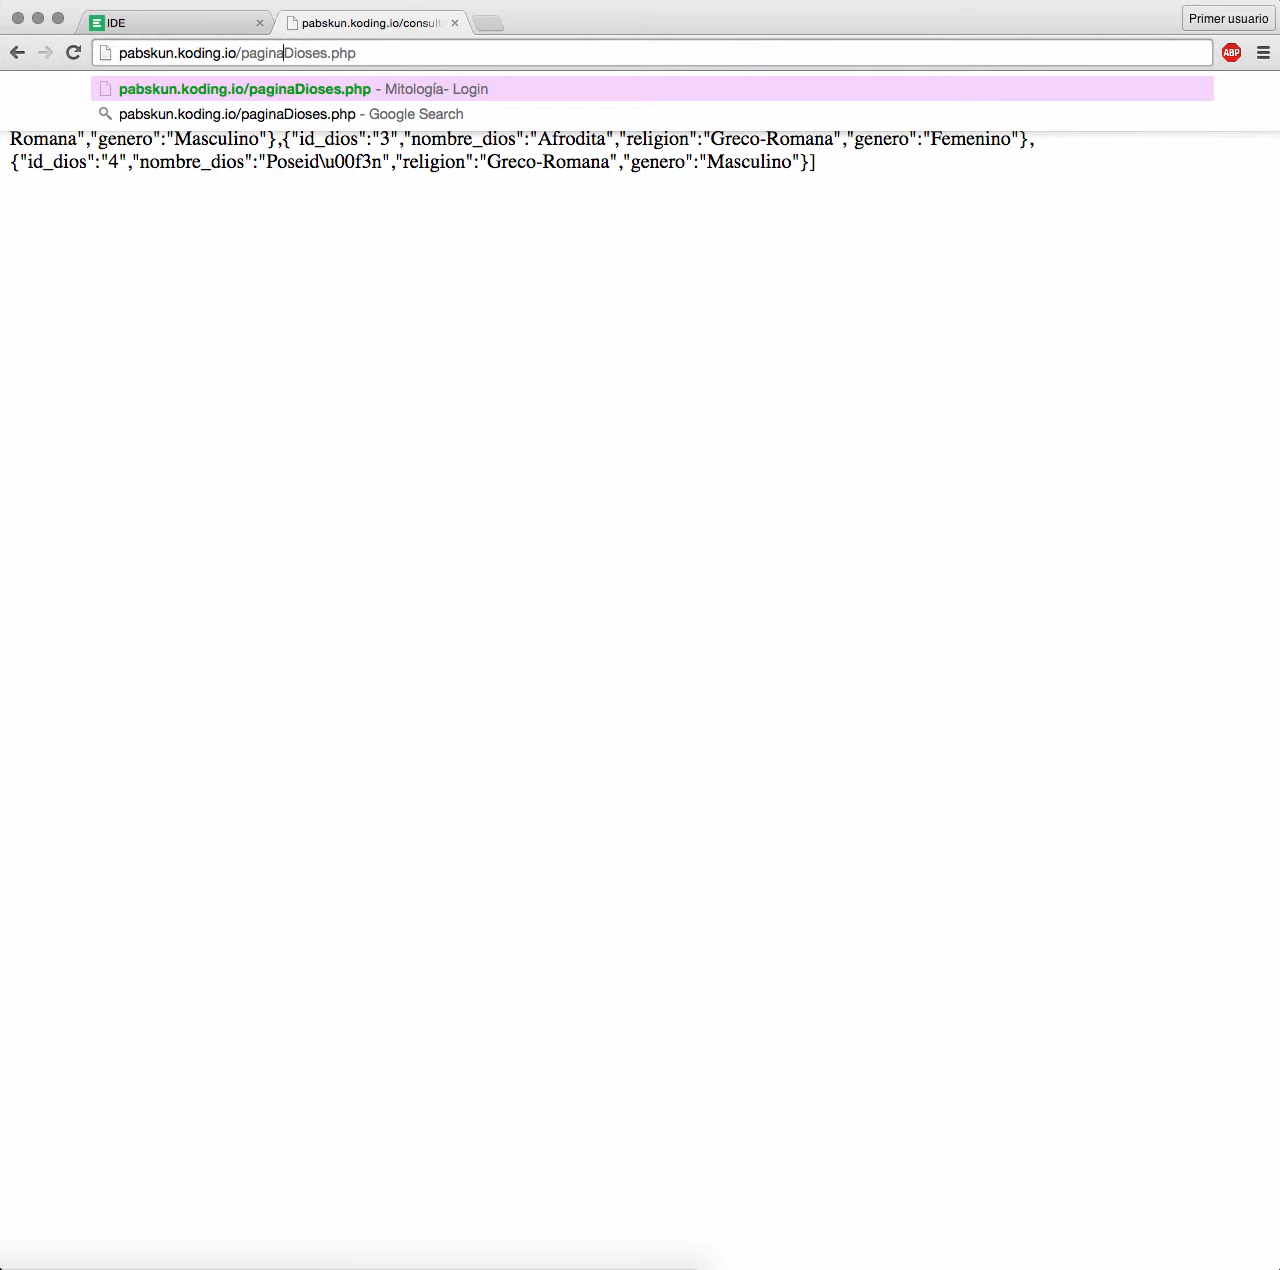 IDE
pabskun.koding.io/consult
Primer usuario
pabskun.koding.io/paginaDioses.php
ABP
pabskun.koding.io/paginaDioses.php - Mitología- Login
pabskun.koding.io/paginaDioses.php - Google Search
Romana","genero":"Masculino"},{"id_dios":"3","nombre_dios":"Afrodita","religion":"Greco-Romana","genero":"Femenino"},
{"id_dios":"4","nombre_dios":"Poseid\u00f3n","religion":"Greco-Romana","genero":"Masculino"}]